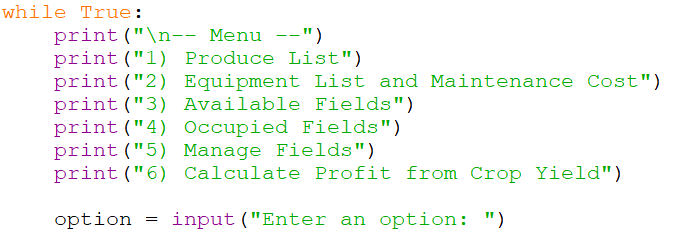 while True:
    print("\n-- Menu --")
    print("1) Produce List")
    print("2) Equipment List and Maintenance Cost")
    print("3) Available Fields")
    print("4) Occupied Fields")
    print("5) Manage Fields")
    print("6) Calculate Profit from Crop Yield")
    option = input("Enter an option: ")